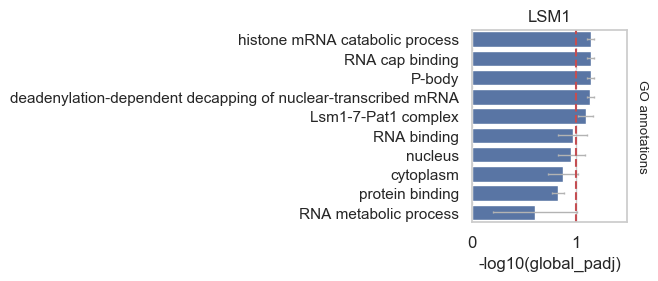 LSM1
histone mRNA catabolic process
RNA cap binding
P-body
deadenylation-dependent decapping of nuclear-transcribed mRNA
Lsm1-7-Pat1 complex
RNA binding
nucleus
cytoplasm
protein binding
RNA metabolic process
GO annotations
0 1
-log10(global_padj)